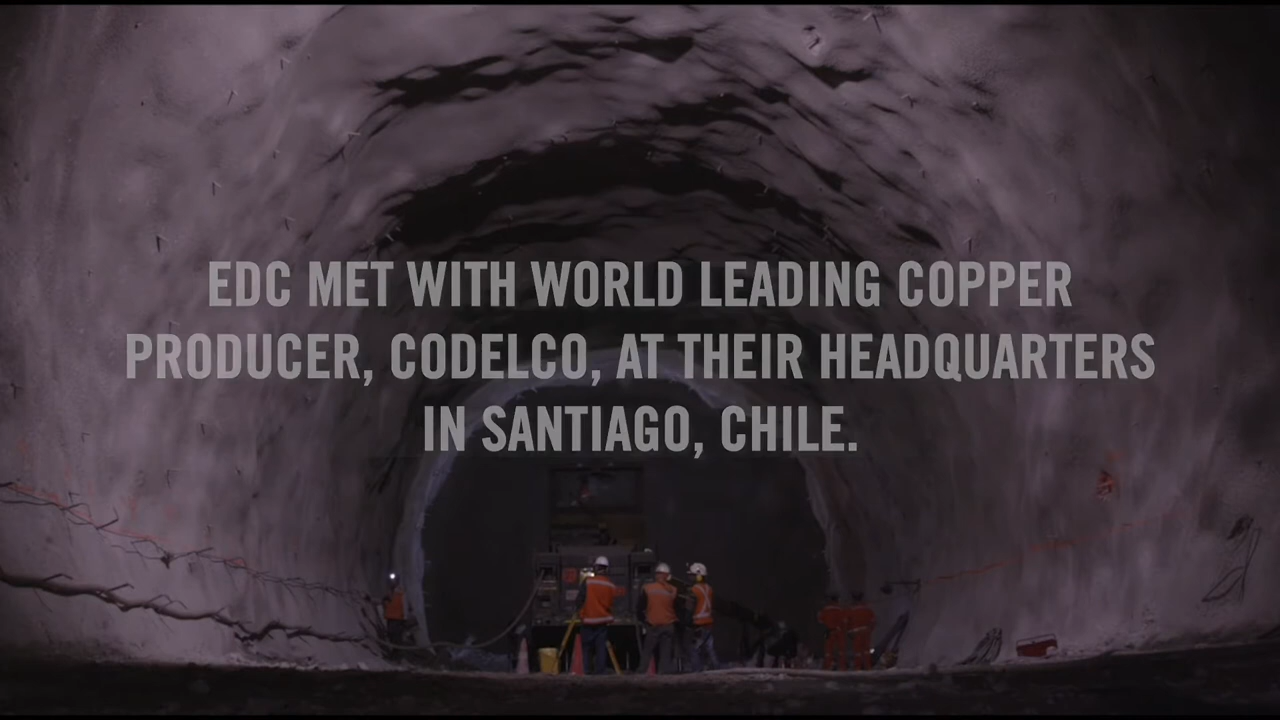 EDC MET WITH WORLD LEADING COPPER
PRODUCER, CODELCO, AT THEIR HEADQUARTERS
IN SANTIAGO, CHILE.